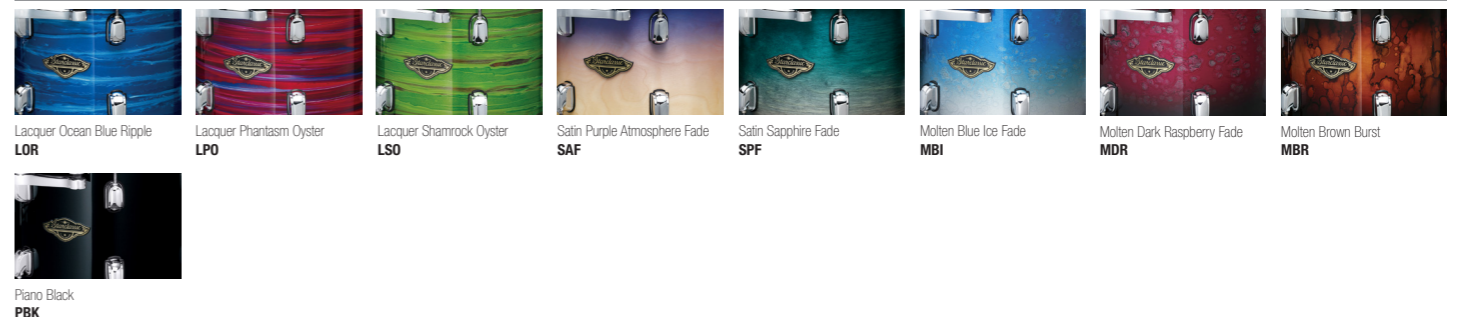 Lacquer Ocean Blue Ripple
LOR
Lacquer Phantasm Oyster
LPO
Lacquer Shamrock Oyster
LSO
Satin Purple Atmosphere Fade
SAF
Satin Sapphire Fade
SPF
Molten Blue Ice Fade
MBI
Molten Dark Raspberry Fade
MDR
Molten Brown Burst
MBR
Piano Black
PBK